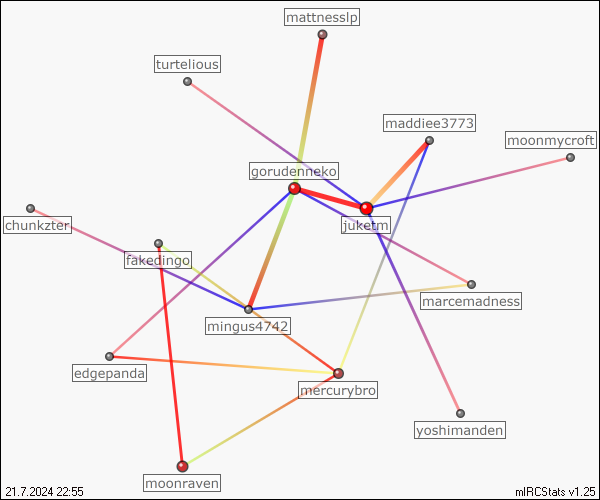 mattnesslp
turtelious
maddiee3773
moonmycroft
gorudenneko
chunkzter
juketm
fakedingo
marcemadness
mingus4742
edgepanda
mercurybro
yoshimanden
moonraven
21.7.2024 22:55
mIRCStats v1.25